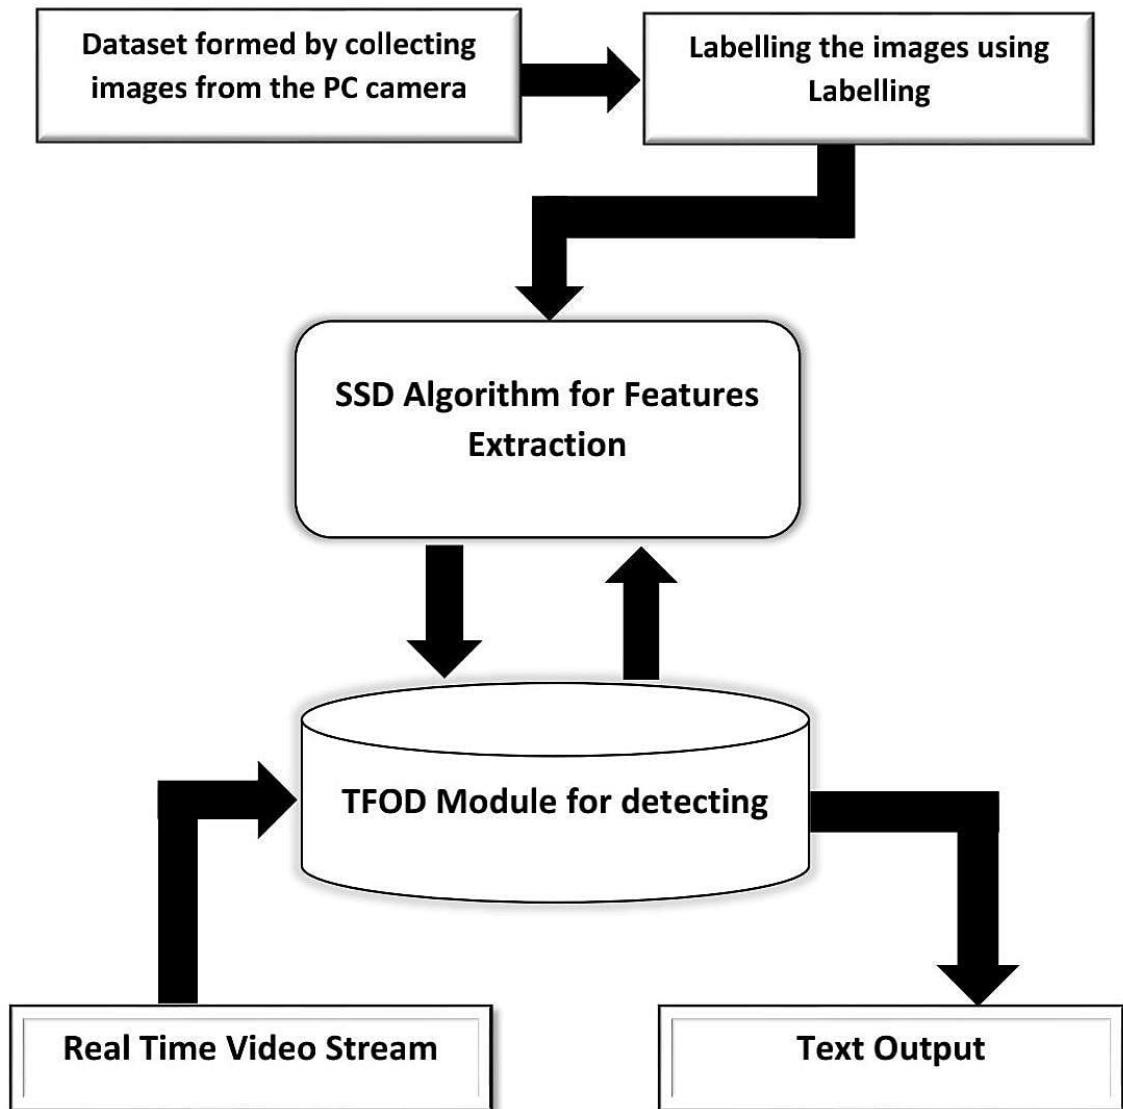 Dataset formed by collecting
images from the PC camera
Labelling the images using
Labelling
SSD Algorithm for Features
Extraction
TFOD Module for detecting
Real Time Video Stream
Text Output